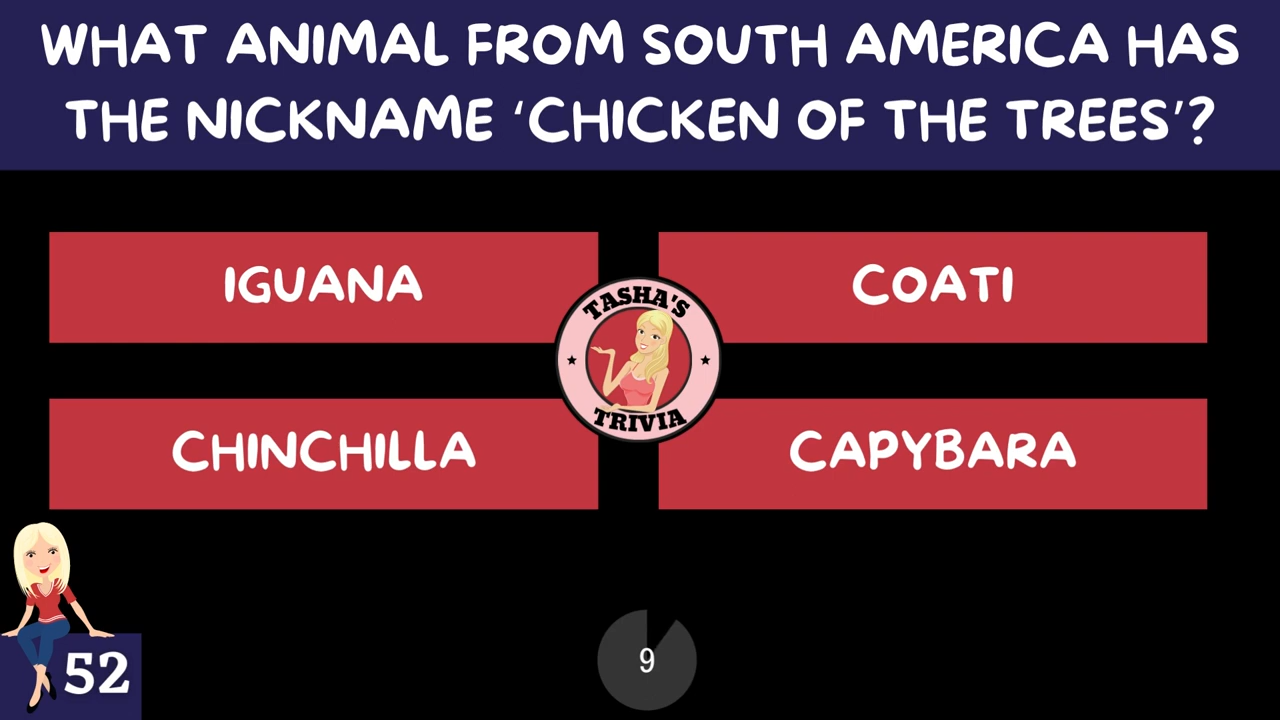 WHAT ANIMAL FROM SOUTH AMERICA HAS
THE NICKNAME ‘CHICKEN OF THE TREES’?
IGUANA
COATI
TASHA'S
TRIVIA
CHINCHILLA
CAPYBARA
52
9